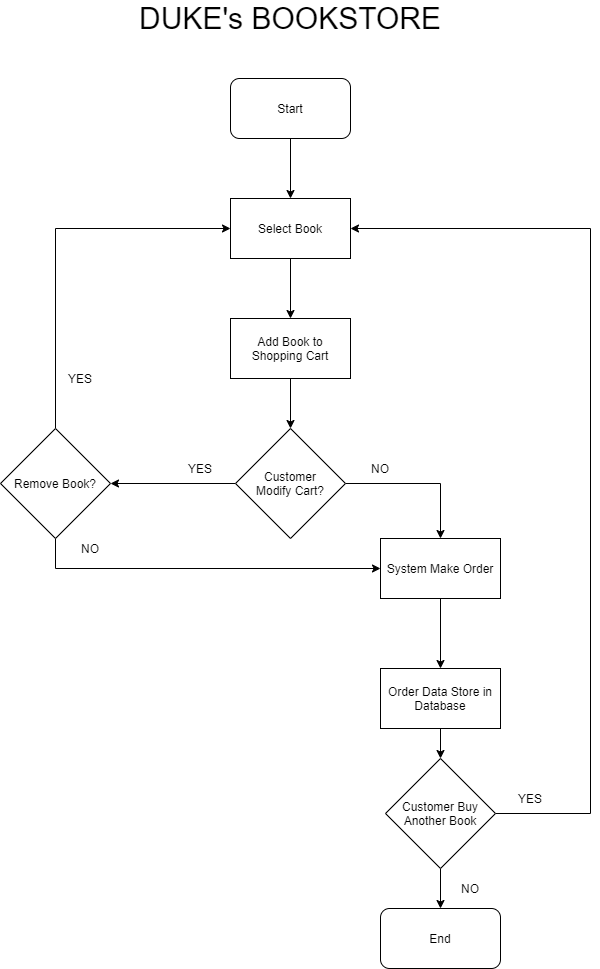 DUKE's BOOKSTORE
Start
Select Book
Add Book to
Shopping Cart
YES
Customer
Modify Cart?
YES
NO
Remove Book?
NO
System Make Order
Order Data Store in
Database
Customer Buy
Another Book
YES
NO
End